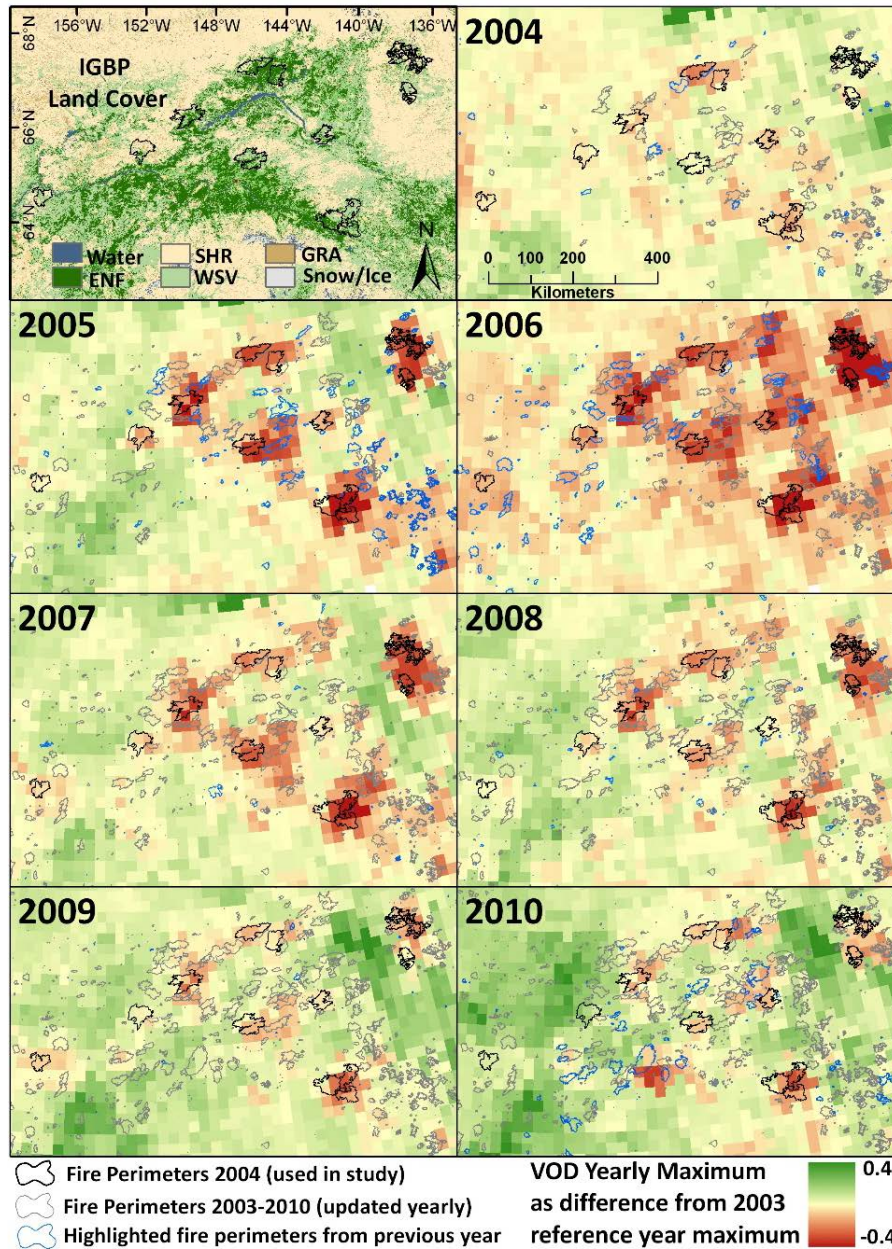 156°W 152°W 148°W 144°W 140°W 136°W
68°N
66°N
64°N
IGBP
Land Cover
N
Water SHR GRA
ENF WSV Snow/Ice
2004
0 100 200 400
Kilometers
2005
2006
2007
2008
2009
2010
Fire Perimeters 2004 (used in study)
Fire Perimeters 2003-2010 (updated yearly)
Highlighted fire perimeters from previous year
VOD Yearly Maximum
as difference from 2003
reference year maximum
0.4
-0.4